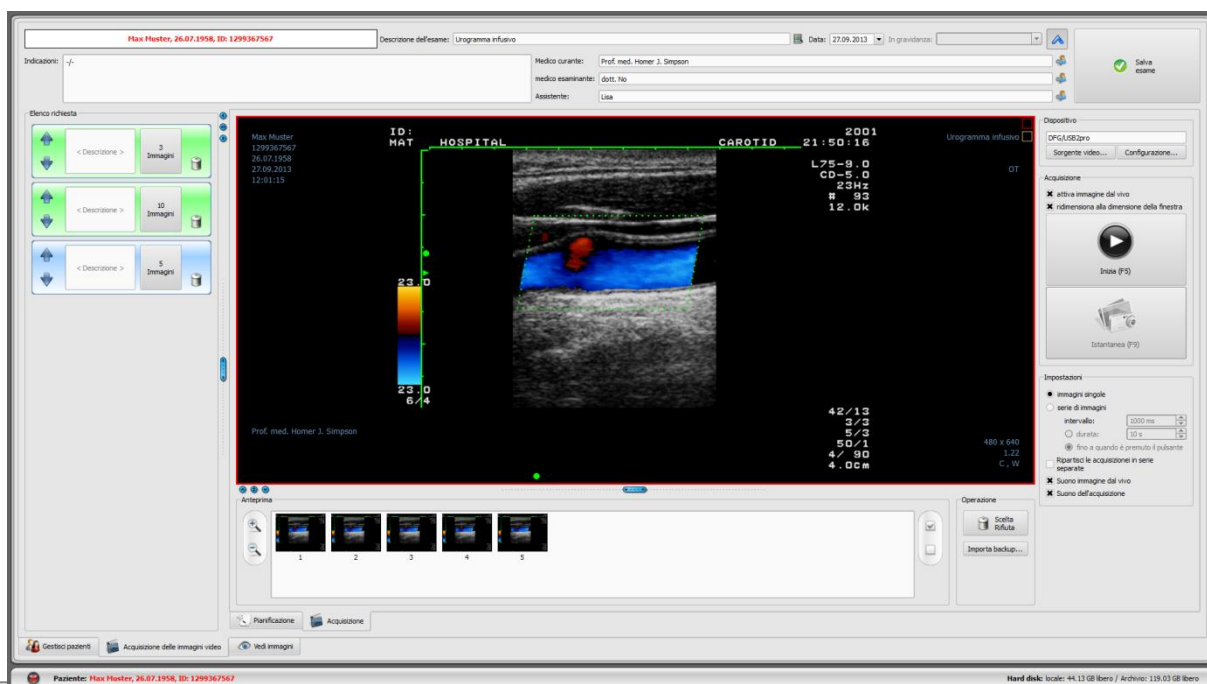 Max Muster, 26.07.1958, ID: 1299367567
Descrizione dell'esame: Urogramma infusivo
Data: 27.09.2013
In gravidanza:
Indicazioni: -/-
Medico curante: Prof. med. Homer J. Simpson
medico esaminante: dott. No
Assistente: Lisa
Salva esame
Elenco richiesta
< Descrizione > 3 Immagini
< Descrizione > 10 Immagini
< Descrizione > 5 Immagini
Max Muster
1299367567
26.07.1958
27.09.2013
12:01:15
ID:
MAT HOSPITAL CAROTID
2001
21:50:16
L75-9.0
CD-5.0
23Hz
# 93
12.0k
Urogramma infusivo
OT
23.0
23.0
6/4
42/13
3/3
5/3
50/1
4/ 90
4.0cm
Prof. med. Homer J. Simpson
480 x 640
1.22
C , W
Dispositivo
DFG/USB2pro
Sorgente video... Configurazione...
Acquisizione
attiva immagine dal vivo
ridimensiona alla dimensione della finestra
Inizia (F5)
Istantanea (F9)
Impostazioni
immagini singole
serie di immagini
intervallo: 1000 ms
durata: 10 s
fino a quando è premuto il pulsante
Ripartisci le acquisizionei in serie
separate
Suono immagine dal vivo
Suono dell'acquisizione
Anteprima
1 2 3 4 5
Operazione
Scelta
Rifiuta
Importa backup...
Pianificazione Acquisizione
Gestisci pazienti Acquisizione delle immagini video Vedi immagini
Paziente: Max Muster, 26.07.1958, ID: 1299367567
Hard disk: locale: 44.13 GB libero / Archivio: 119.03 GB libero